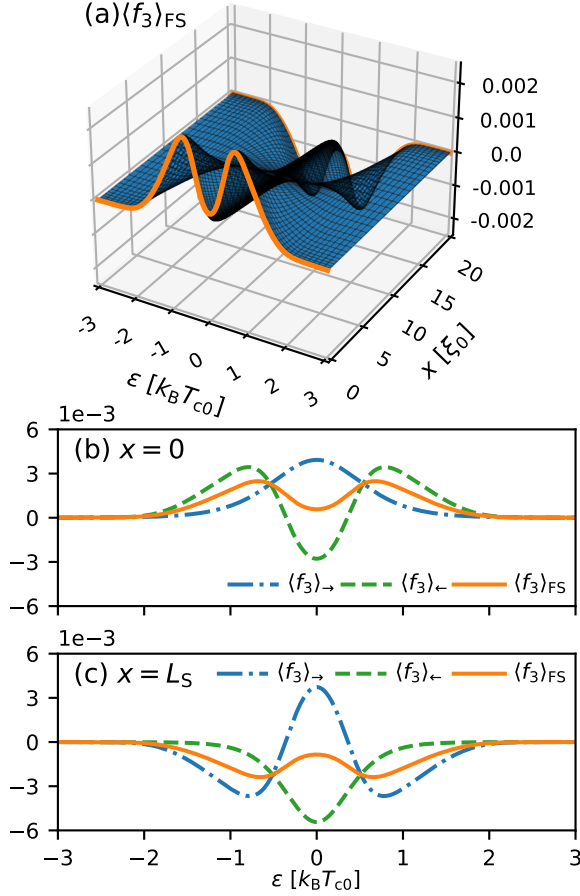 (a)⟨f₃⟩FS
0.002
0.001
0.0
-0.001
-0.002
-3
-2
-1
0
1
2
3
ε [kBTc0]
0
5
10
15
20
x [ξ0]
1e−3
(b) x = 0
6
3
0
−3
−6
⟨f₃⟩→ ⟨f₃⟩← ⟨f₃⟩FS
1e−3
(c) x = LS
⟨f₃⟩→ ⟨f₃⟩← ⟨f₃⟩FS
6
3
0
−3
−6
−3 −2 −1 0 1 2 3
ε [kBTc0]